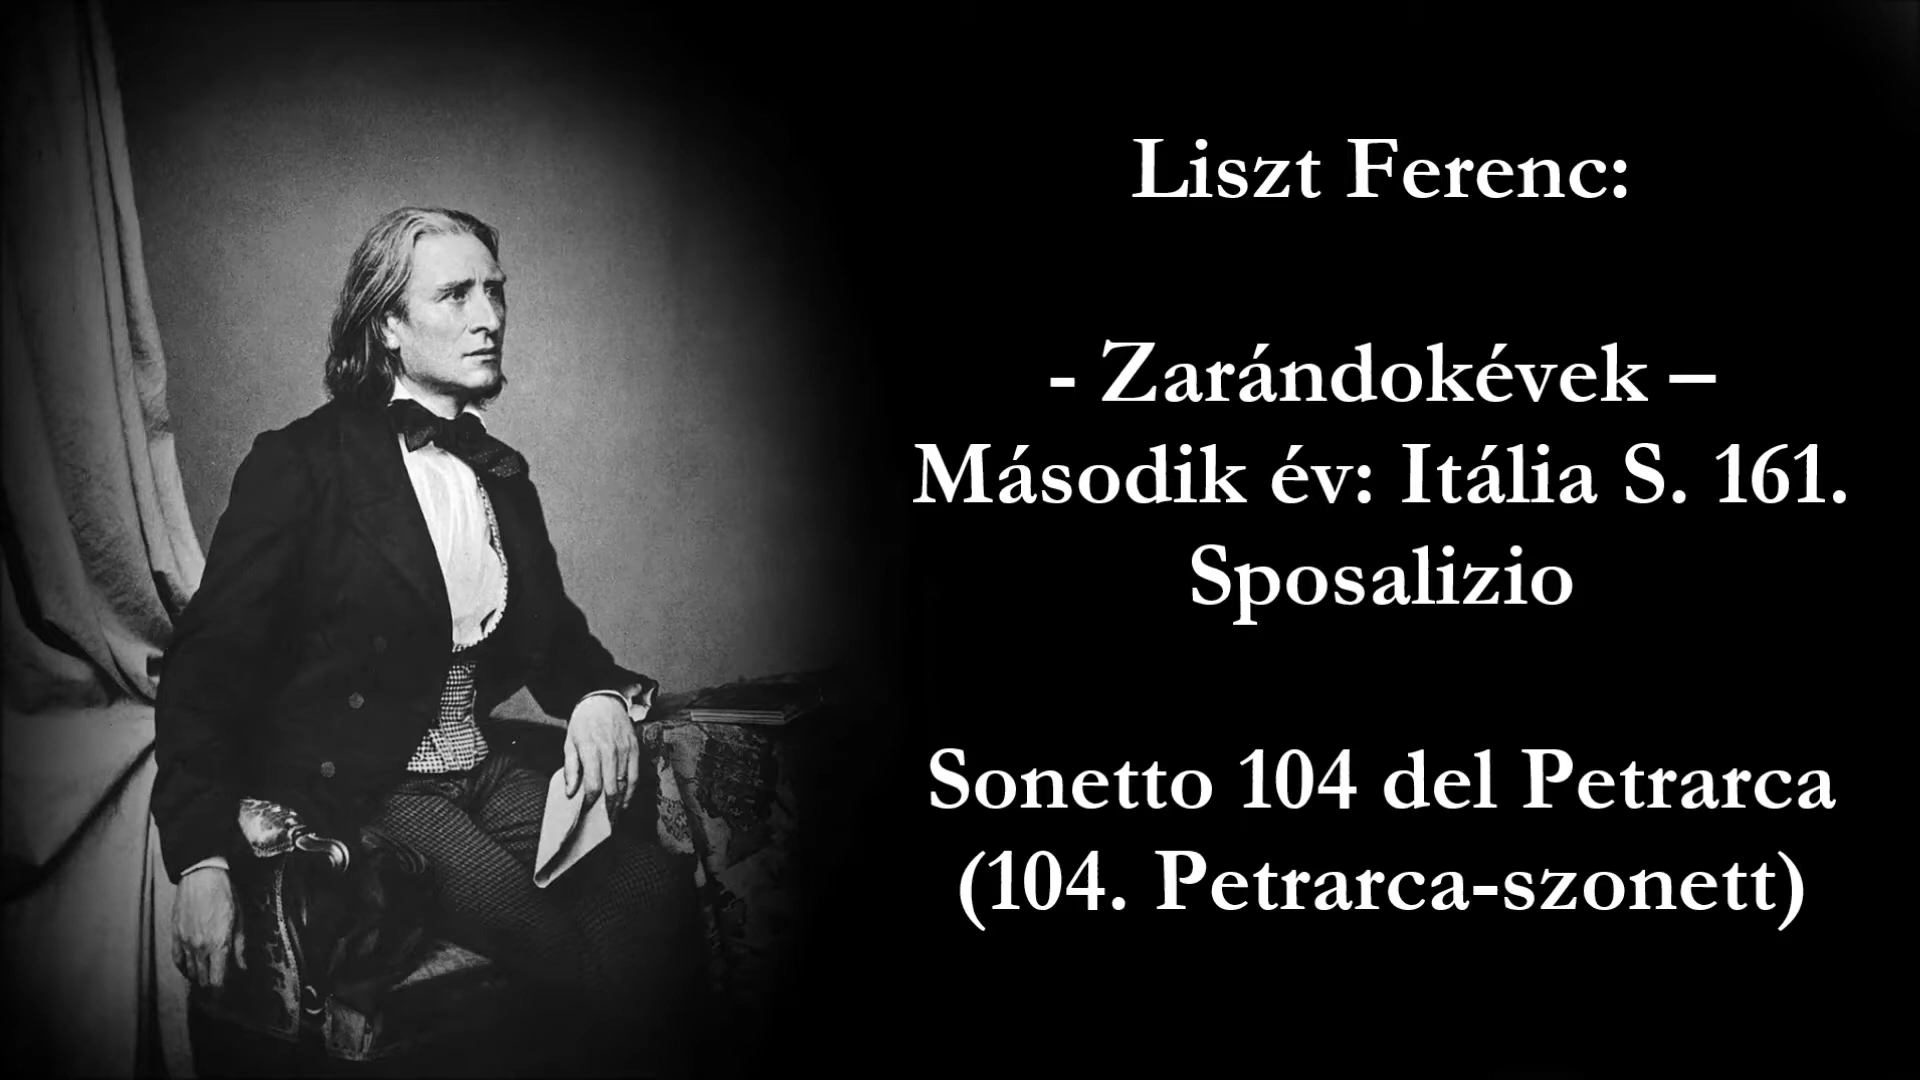 Liszt Ferenc:
- Zarándokévek –
Második év: Itália S. 161.
Sposalizio
Sonetto 104 del Petrarca
(104. Petrarca-szonett)